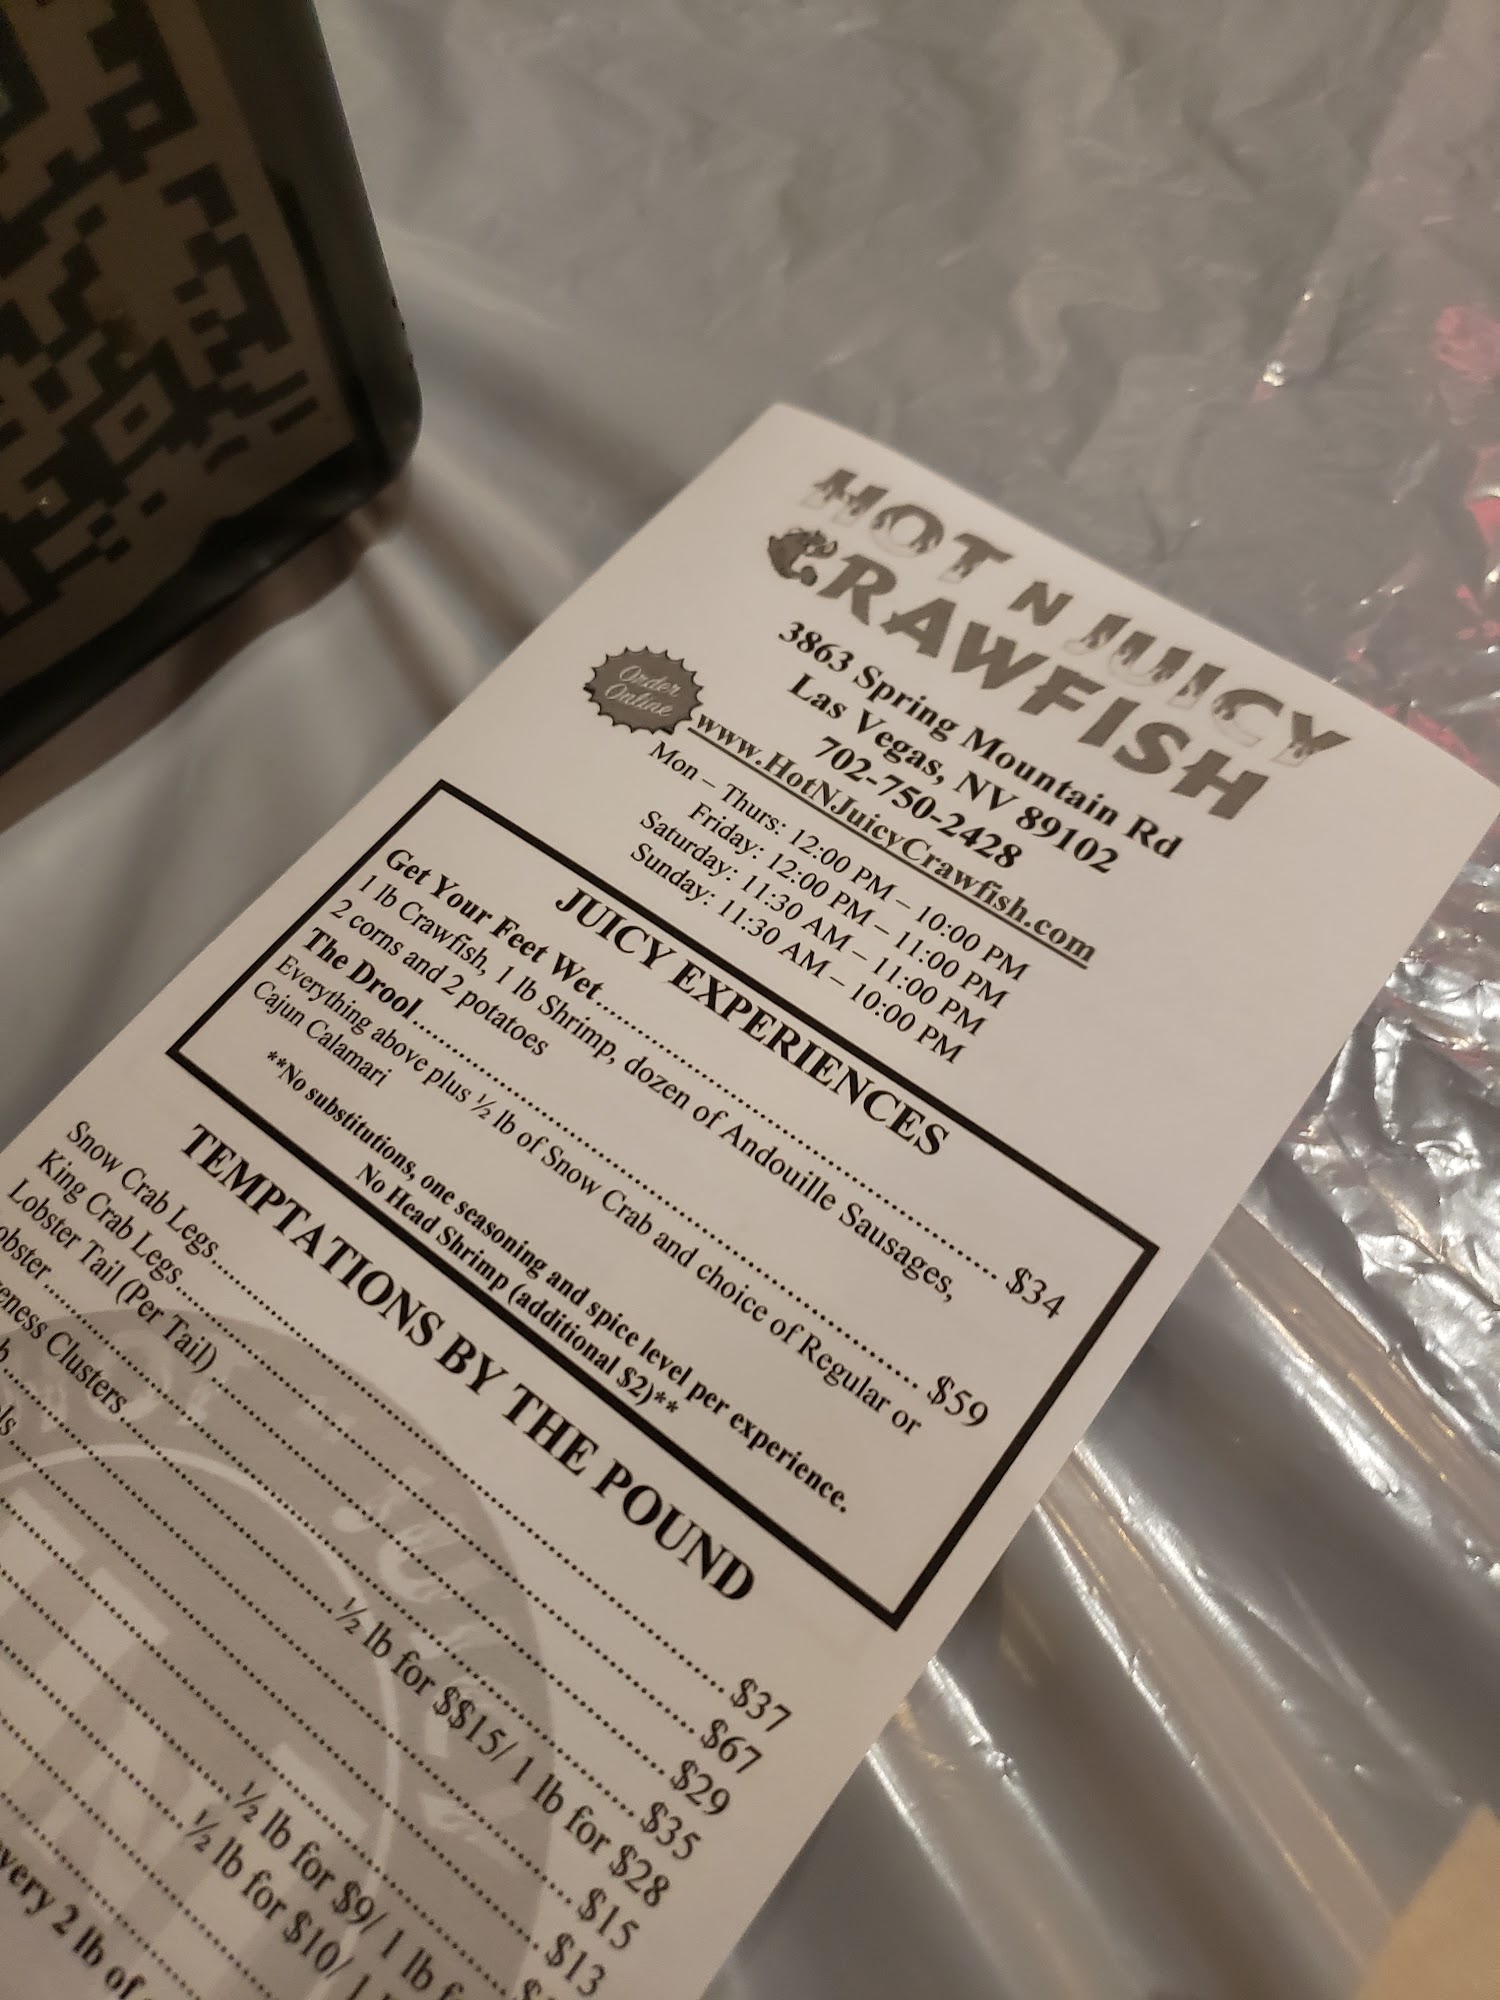 HOT N JUICY
CRAWFISH
3863 Spring Mountain Rd
Las Vegas, NV 89102
702-750-2428
Order
Online
www.HotNJuicyCrawfish.com
Mon – Thurs: 12:00 PM – 10:00 PM
Friday: 12:00 PM – 11:00 PM
Saturday: 11:30 AM – 11:00 PM
Sunday: 11:30 AM – 10:00 PM
JUICY EXPERIENCES
Get Your Feet Wet.......... $34
1 lb Crawfish, 1 lb Shrimp, dozen of Andouille Sausages,
2 corns and 2 potatoes
The Drool.......... $59
Everything above plus ½ lb of Snow Crab and choice of Regular or
Cajun Calamari
**No substitutions, one seasoning and spice level per experience.
No Head Shrimp (additional $2)**
TEMPTATIONS BY THE POUND
Snow Crab Legs.......... $37
King Crab Legs.......... $67
Lobster Tail (Per Tail).......... $29
.......... $35
Clusters.......... ½ lb for $$15/ 1 lb for $28
.......... $15
.......... $13
½ lb for $9/ 1 lb
½ lb for $10/ 1
2 lb of